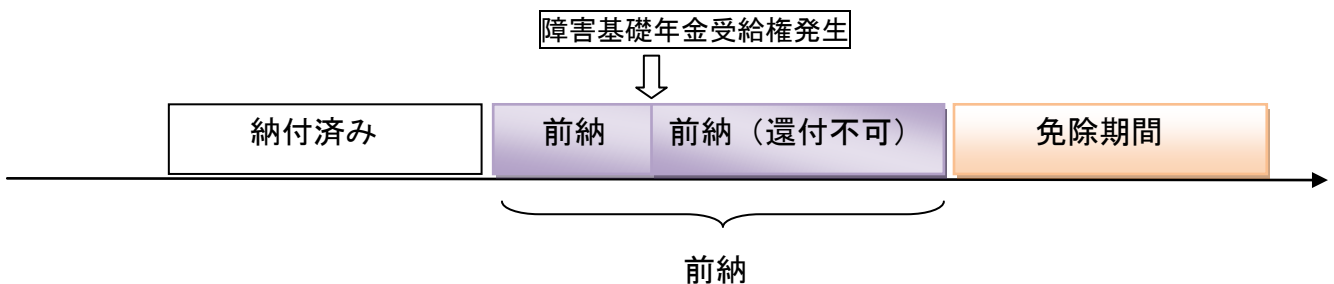 障害基礎年金受給権発生
納付済み
前納
前納（還付不可）
免除期間
前納